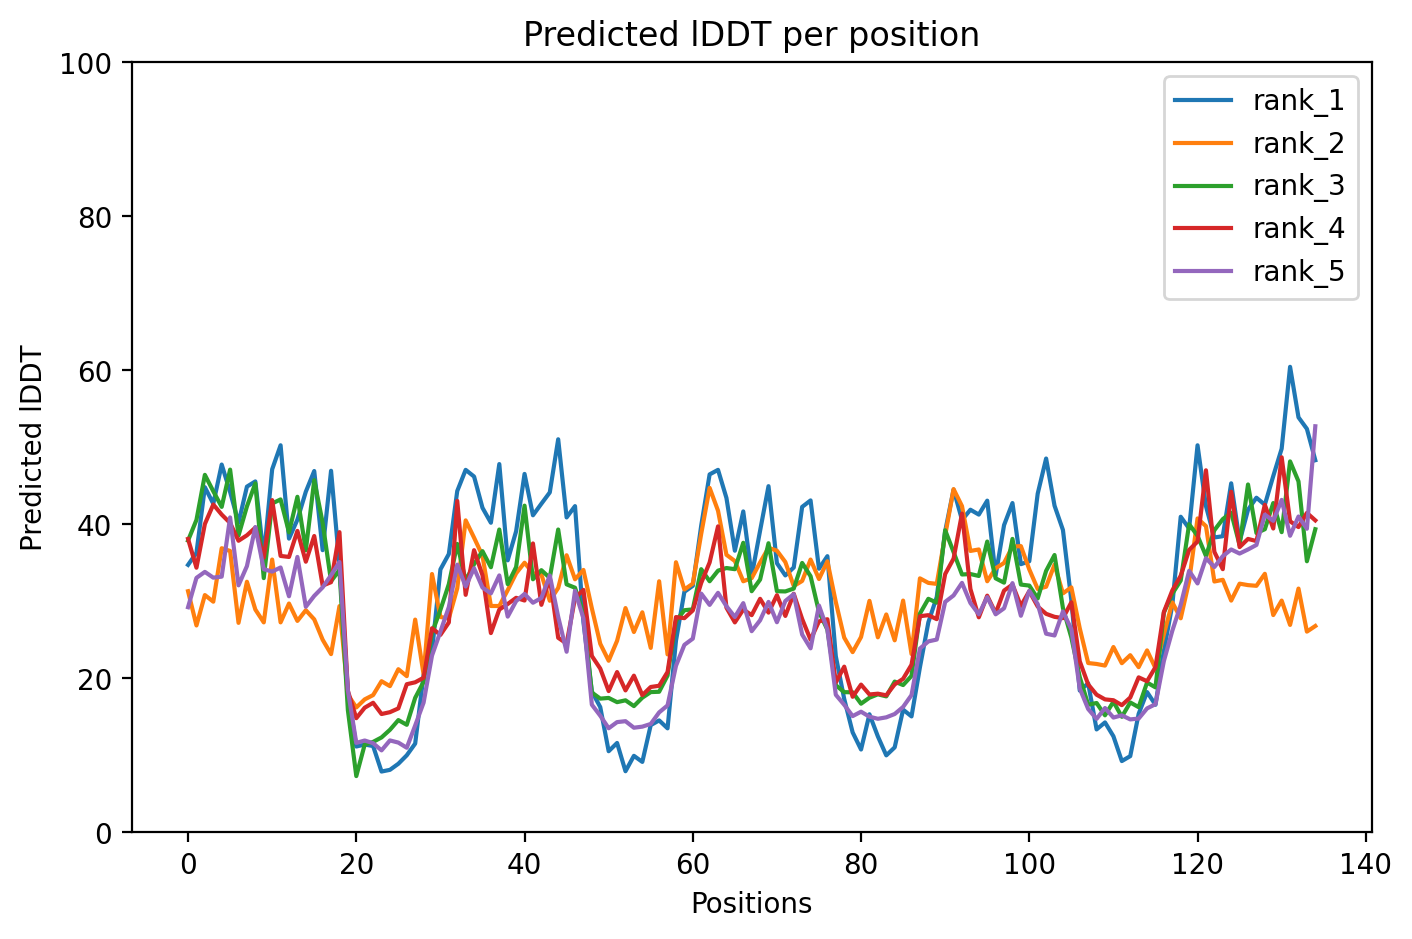 Predicted lDDT per position
100
80
60
40
20
0
Predicted lDDT
rank_1
rank_2
rank_3
rank_4
rank_5
0 20 40 60 80 100 120 140
Positions